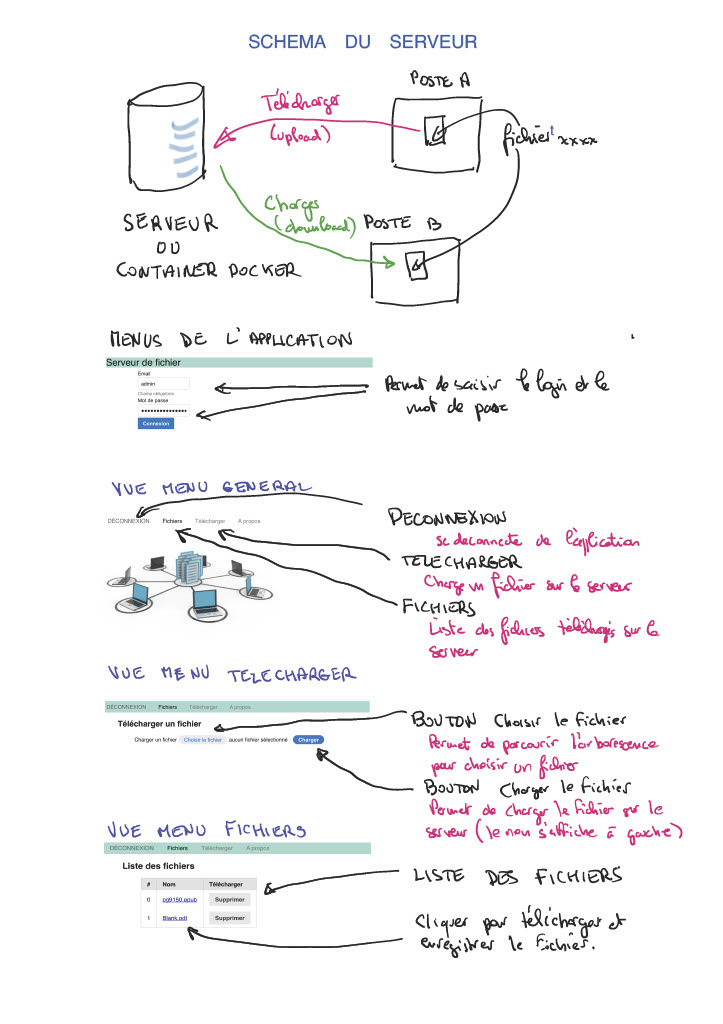 SCHEMA DU SERVEUR
POSTE A
Télécharger
(upload)
fichier xxxx
Charger
(download)
POSTE B
SERVEUR
OU
CONTAINER DOCKER
MENUS DE L'APPLICATION
Serveur de fichier
Email
admin
Champ obligatoire
Mot de passe
Connexion
Permet de saisir le login et le
mot de passe
VUE MENU GENERAL
DÉCONNEXION Fichiers Télécharger A propos
DECONNEXION
se deconnecte de l'application
TELECHARGER
Charge un fichier sur le serveur
FICHIERS
Liste des fichiers téléchargés sur le
serveur
VUE MENU TELECHARGER
DÉCONNEXION Fichiers Télécharger A propos
Télécharger un fichier
Charger un fichier Choisir le fichier aucun fichier sélectionné Charger
BOUTON Choisir le fichier
Permet de parcourir l'arborescence
pour choisir un fichier
BOUTON Charger le fichier
Permet de charger le fichier sur le
serveur (le nom s'affiche à gauche)
VUE MENU FICHIERS
DÉCONNEXION Fichiers Télécharger A propos
Liste des fichiers
# Nom Télécharger
0 pg9150.epub Supprimer
1 Blank.odt Supprimer
LISTE DES FICHIERS
Cliquer pour télécharger et
enregistrer le fichier.